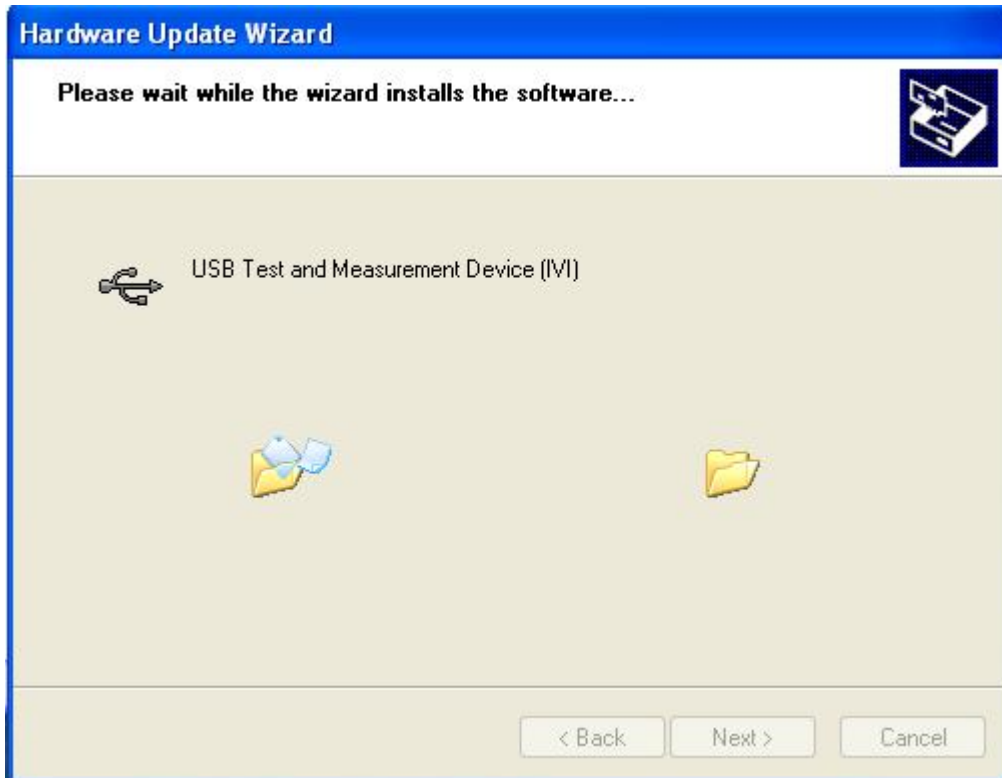 Hardware Update Wizard
Please wait while the wizard installs the software...
USB Test and Measurement Device (IVI)
< Back
Next >
Cancel